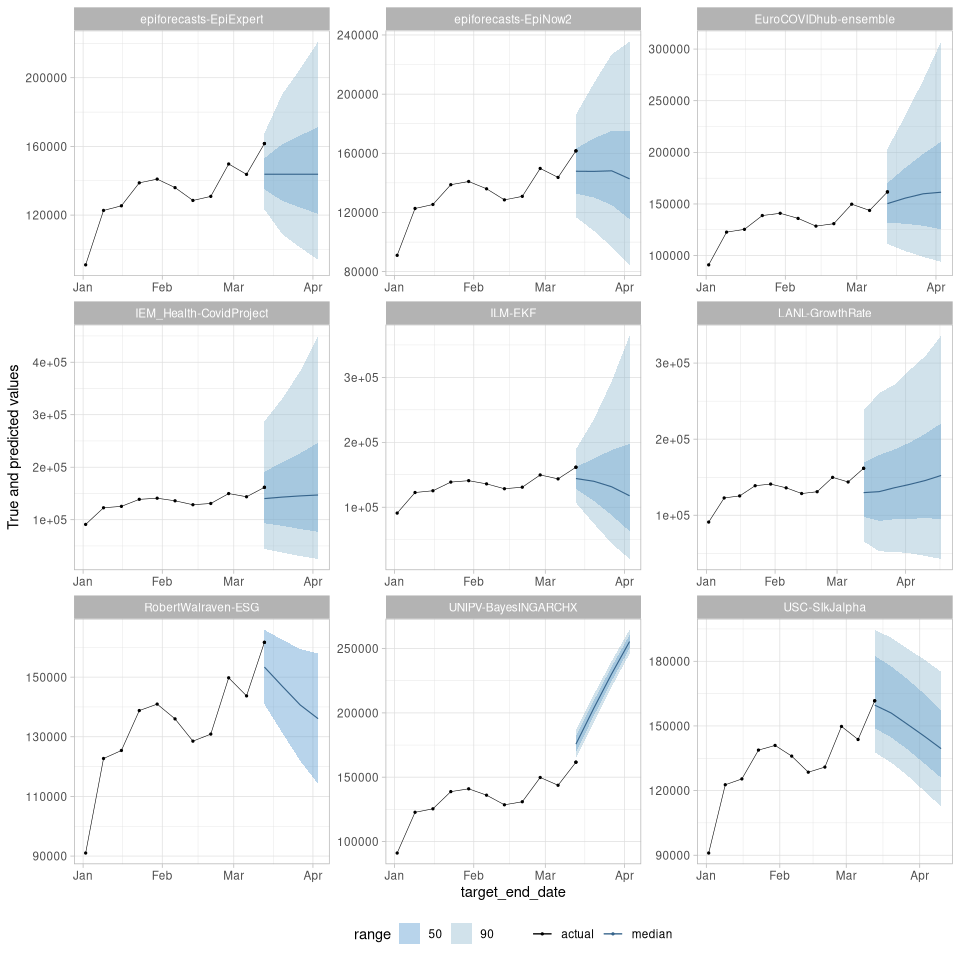 epiforecasts-EpiExpert
epiforecasts-EpiNow2
EuroCOVIDhub-ensemble
200000
160000
120000
Jan Feb Mar Apr
240000
200000
160000
120000
80000
Jan Feb Mar Apr
300000
250000
200000
150000
100000
Jan Feb Mar Apr
True and predicted values
IEM_Health-CovidProject
ILM-EKF
LANL-GrowthRate
4e+05
3e+05
2e+05
1e+05
Jan Feb Mar Apr
3e+05
2e+05
1e+05
Jan Feb Mar Apr
3e+05
2e+05
1e+05
Jan Feb Mar Apr
RobertWalraven-ESG
UNIPV-BayesINGARCHX
USC-SIkJalpha
150000
130000
110000
90000
Jan Feb Mar Apr
250000
200000
150000
100000
Jan Feb Mar Apr
180000
150000
120000
90000
Jan Feb Mar Apr
target_end_date
range 50 90 actual median